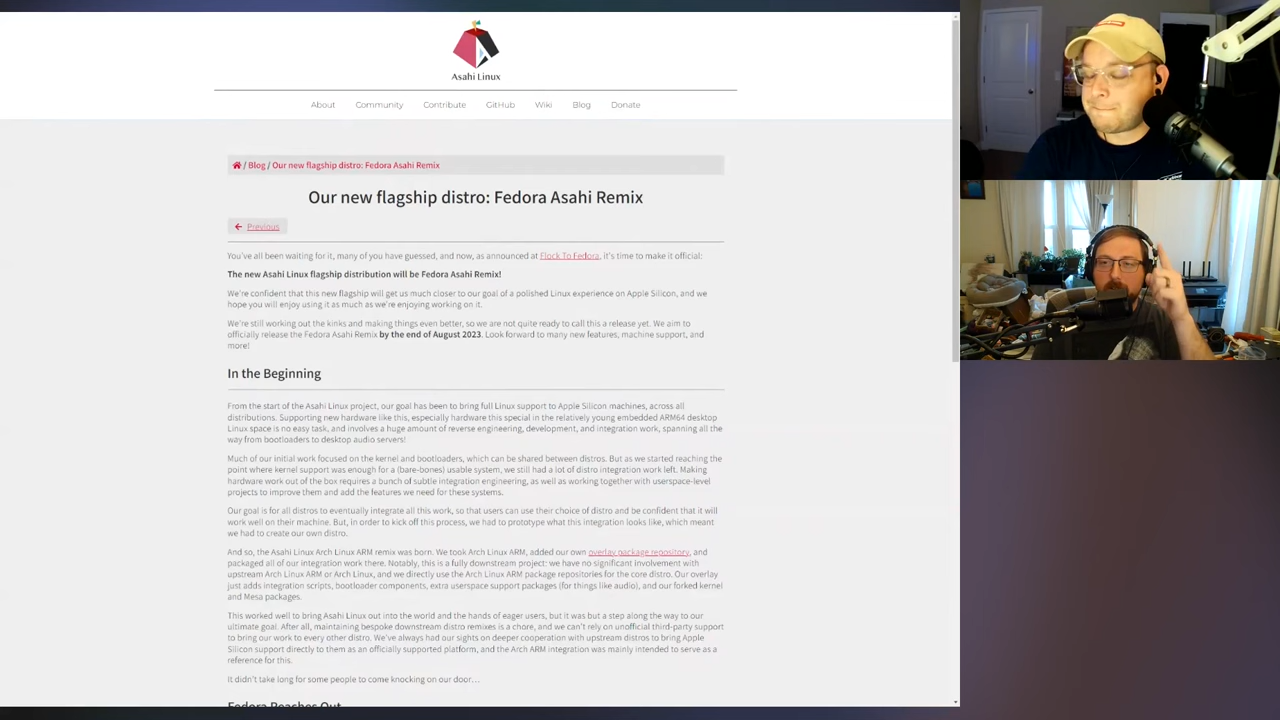 Asahi Linux
About Community Contribute GitHub Wiki Blog Donate
/ Blog / Our new flagship distro: Fedora Asahi Remix
Our new flagship distro: Fedora Asahi Remix
Previous
You've all been waiting for it, many of you have guessed, and now, as announced at Flock To Fedora, it's time to make it official:
The new Asahi Linux flagship distribution will be Fedora Asahi Remix!
We're confident that this new flagship will get us much closer to our goal of a polished Linux experience on Apple Silicon, and we
hope you will enjoy using it as much as we're enjoying working on it.
We're still working out the kinks and making things even better, so we are not quite ready to call this a release yet. We aim to
officially release the Fedora Asahi Remix by the end of August 2023. Look forward to many new features, machine support, and
more!
In the Beginning
From the start of the Asahi Linux project, our goal has been to bring full Linux support to Apple Silicon machines, across all
distributions. Supporting new hardware like this, especially hardware this special in the relatively young embedded ARM64 desktop
Linux space is no easy task, and involves a huge amount of reverse engineering, development, and integration work, spanning all the
way from bootloaders to desktop audio servers!
Much of our initial work focused on the kernel and bootloaders, which can be shared between distros. But as we started reaching the
point where kernel support was enough for a (bare-bones) usable system, we still had a lot of distro integration work left. Making
hardware work out of the box requires a bunch of subtle integration engineering, as well as working together with userspace-level
projects to improve them and add the features we need for these systems.
Our goal is for all distros to eventually integrate all this work, so that users can use their choice of distro and be confident that it will
work well on their machine. But, in order to kick off this process, we had to prototype what this integration looks like, which meant
we had to create our own distro.
And so, the Asahi Linux Arch Linux ARM remix was born. We took Arch Linux ARM, added our own overlay package repository, and
packaged all of our integration work there. Notably, this is a fully downstream project: we have no significant involvement with
upstream Arch Linux ARM or Arch Linux, and we directly use the Arch Linux ARM package repositories for the core distro. Our overlay
just adds integration scripts, bootloader components, extra userspace support packages (for things like audio), and our forked kernel
and Mesa packages.
This worked well to bring Asahi Linux out into the world and the hands of eager users, but it was but a step along the way to our
ultimate goal. After all, maintaining bespoke downstream distro remixes is a chore, and we can't rely on unofficial third-party support
to bring our work to every other distro. We've always had our sights on deeper cooperation with upstream distros to bring Apple
Silicon support directly to them as an officially supported platform, and the Arch ARM integration was mainly intended to serve as a
reference for this.
It didn't take long for some people to come knocking on our door…
Fedora Reaches Out